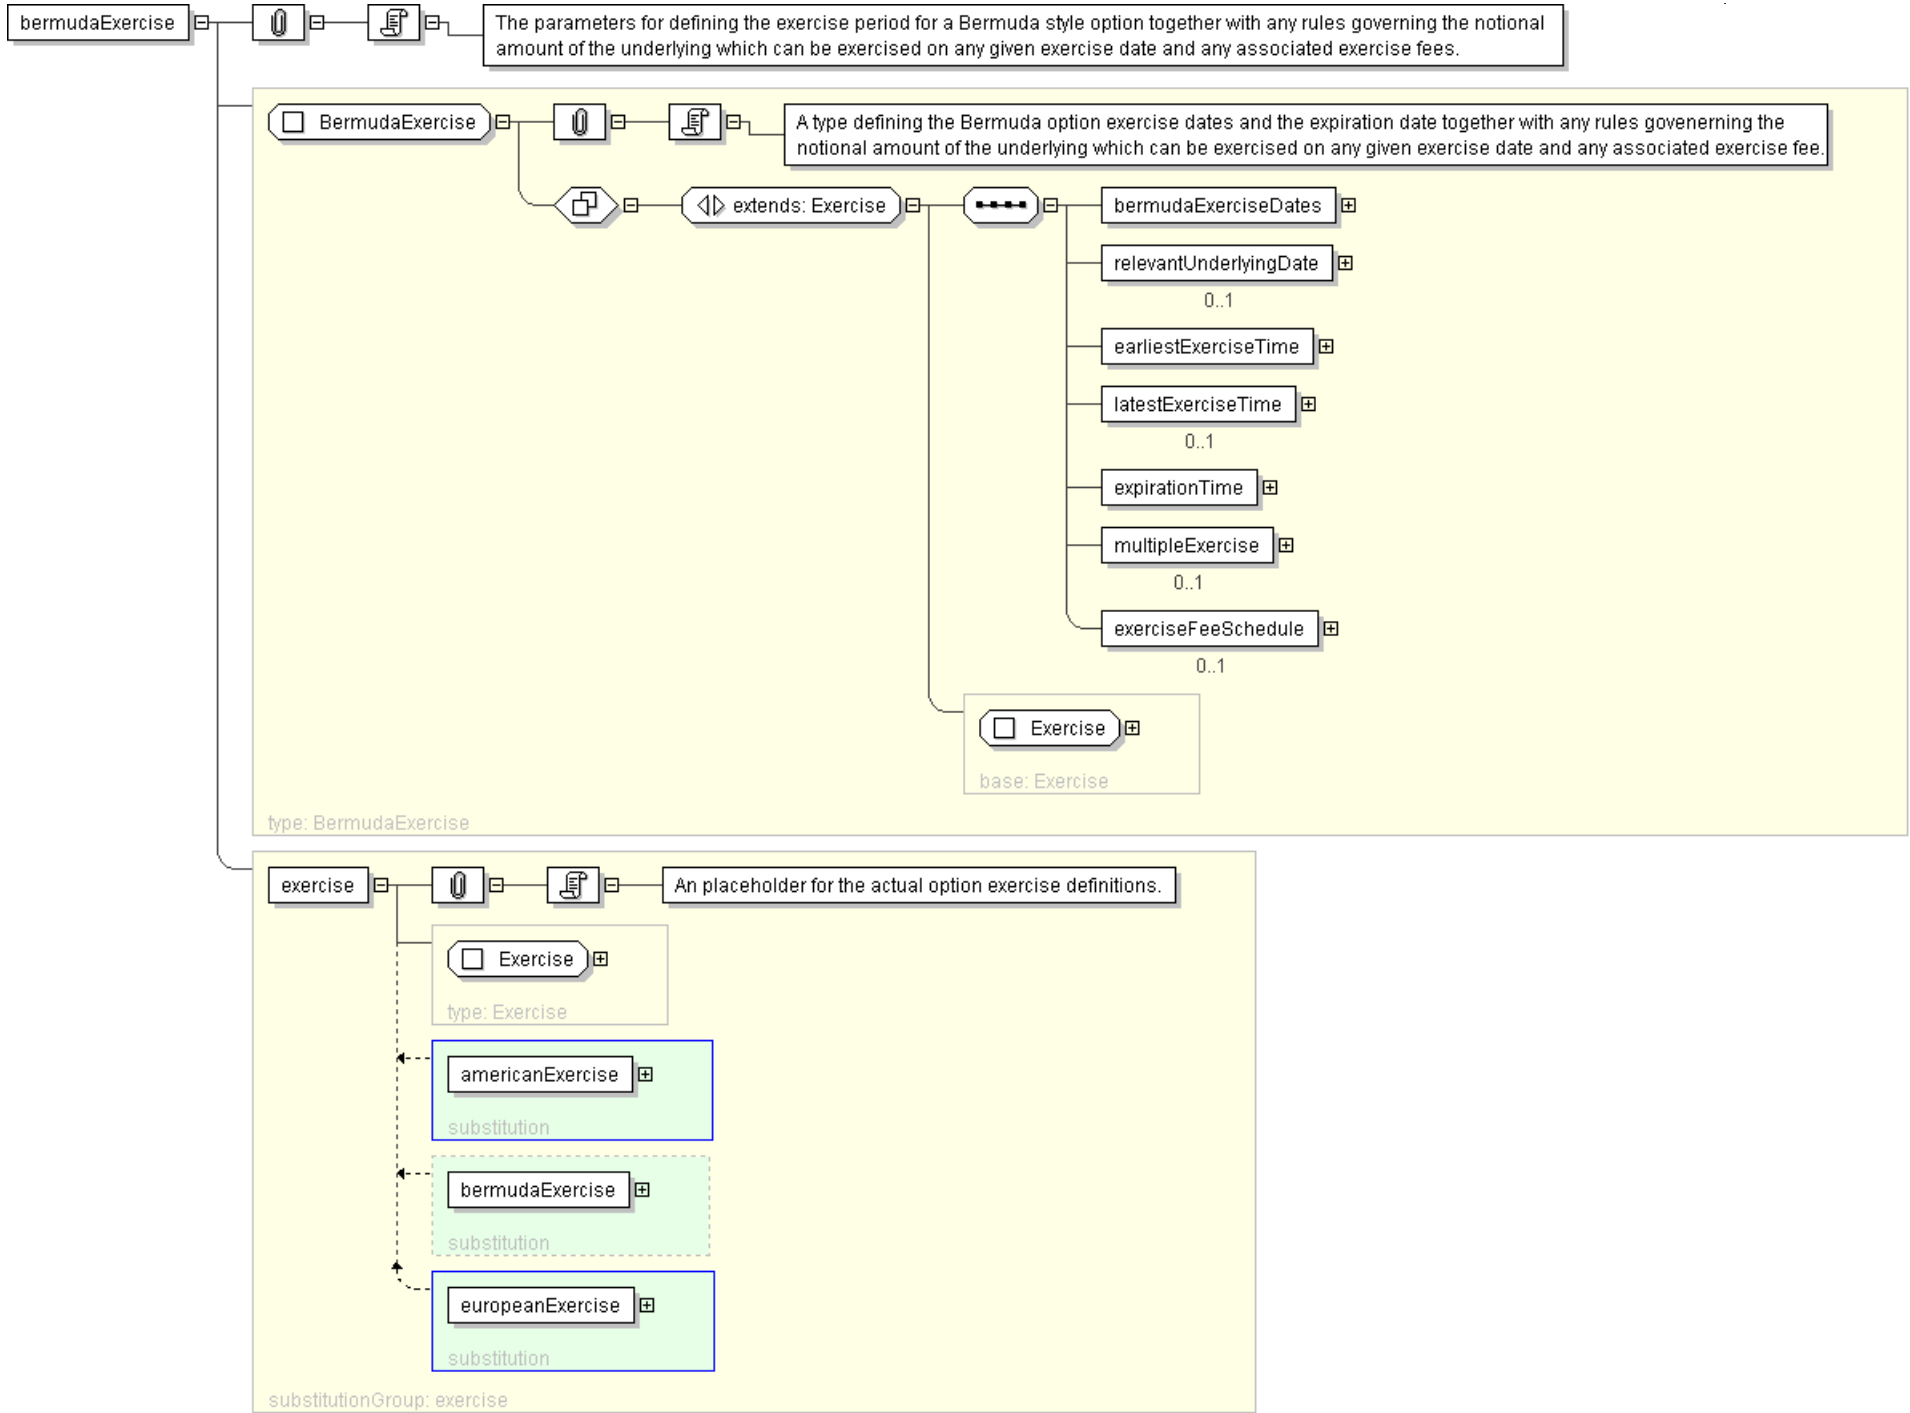 bermudaExercise
The parameters for defining the exercise period for a Bermuda style option together with any rules governing the notional
amount of the underlying which can be exercised on any given exercise date and any associated exercise fees.
BermudaExercise
A type defining the Bermuda option exercise dates and the expiration date together with any rules govenerning the
notional amount of the underlying which can be exercised on any given exercise date and any associated exercise fee.
extends: Exercise
bermudaExerciseDates
relevantUnderlyingDate
0..1
earliestExerciseTime
latestExerciseTime
0..1
expirationTime
multipleExercise
0..1
exerciseFeeSchedule
0..1
Exercise
base: Exercise
type: BermudaExercise
exercise
An placeholder for the actual option exercise definitions.
Exercise
type: Exercise
americanExercise
substitution
bermudaExercise
substitution
europeanExercise
substitution
substitutionGroup: exercise